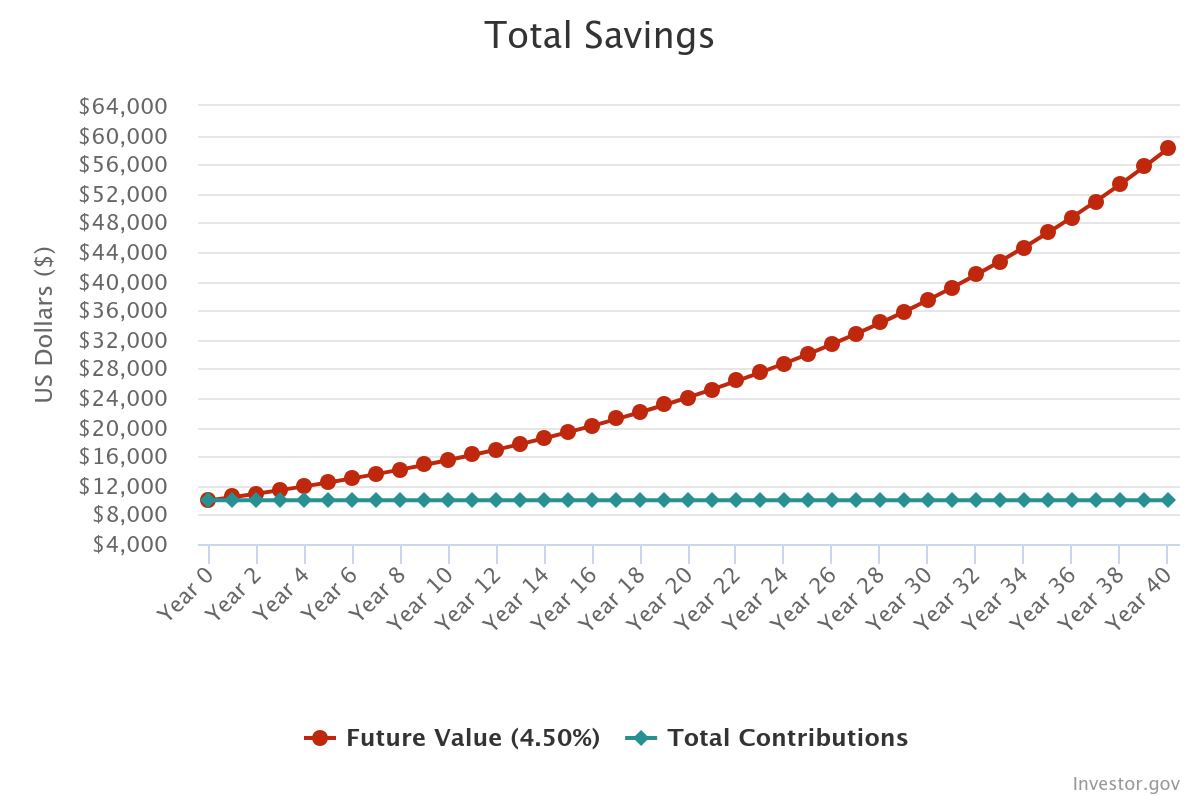 Total Savings
US Dollars ($)
$64,000
$60,000
$56,000
$52,000
$48,000
$44,000
$40,000
$36,000
$32,000
$28,000
$24,000
$20,000
$16,000
$12,000
$8,000
$4,000
Year 0
Year 2
Year 4
Year 6
Year 8
Year 10
Year 12
Year 14
Year 16
Year 18
Year 20
Year 22
Year 24
Year 26
Year 28
Year 30
Year 32
Year 34
Year 36
Year 38
Year 40
Future Value (4.50%)
Total Contributions
Investor.gov